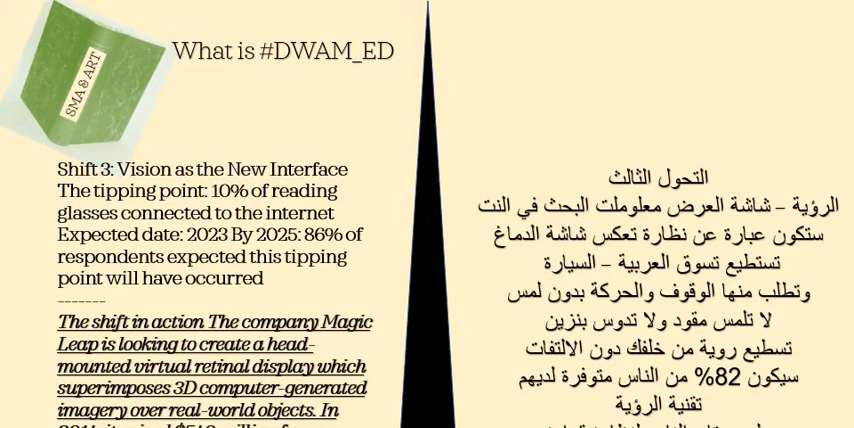 What is #DWAM_ED
SMA & ART
Shift 3: Vision as the New Interface
The tipping point: 10% of reading
glasses connected to the internet
Expected date: 2023 By 2025: 86% of
respondents expected this tipping
point will have occurred
-------
The shift in action The company Magic
Leap is looking to create a head-
mounted virtual retinal display which
superimposes 3D computer-generated
imagery over real-world objects. In
التحول الثالث
الرؤية – شاشة العرض معلوملت البحث في النت
ستكون عبارة عن نظارة تعكس شاشة الدماغ
تستطيع تسوق العربية – السيارة
وتطلب منها الوقوف والحركة بدون لمس
لا تلمس مقود ولا تدوس بنزين
تسطيع روية من خلفك دون الالتفات
سيكون 82% من الناس متوفرة لديهم
تقنية الرؤية